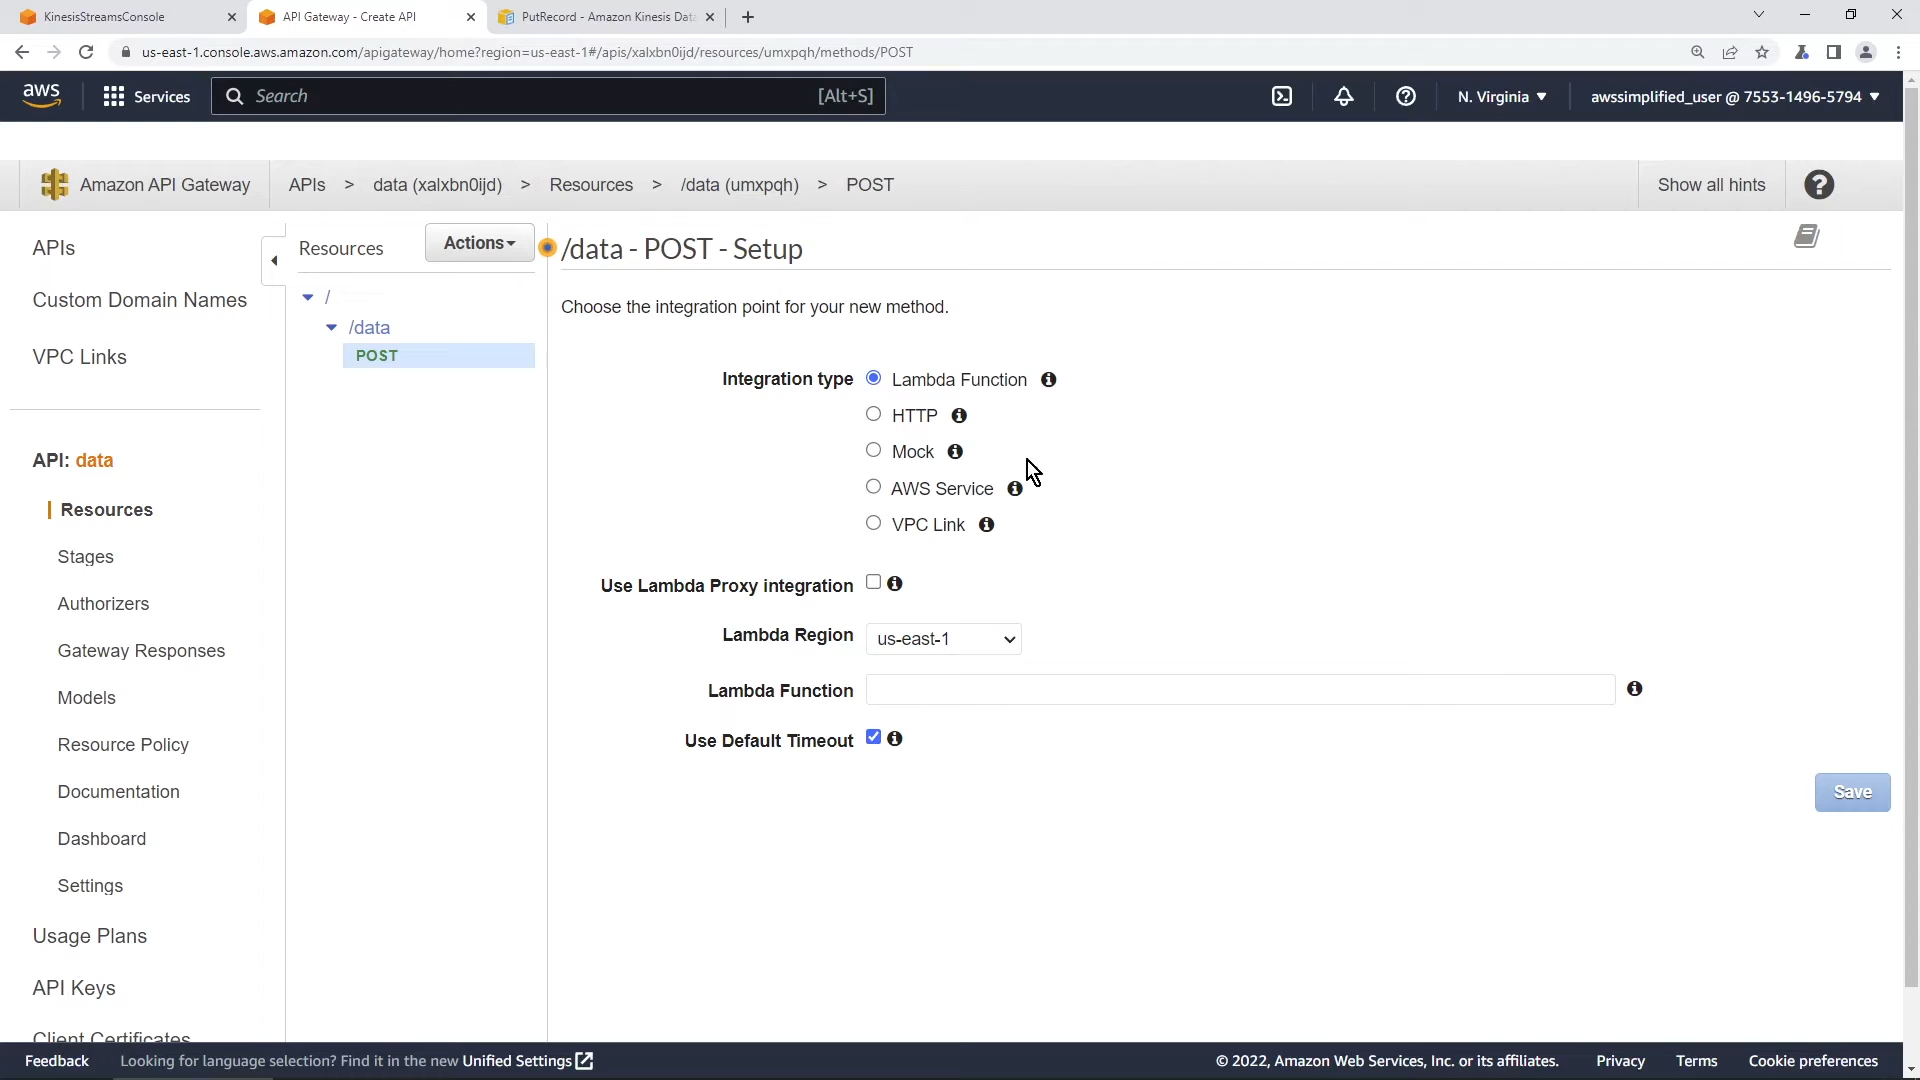 KinesisStreamsConsole
API Gateway - Create API
PutRecord - Amazon Kinesis Data
us-east-1.console.aws.amazon.com/apigateway/home?region=us-east-1#/apis/xalxbn0ijd/resources/umxpqh/methods/POST
aws
Services
Search
[Alt+S]
N. Virginia
awssimplified_user @ 7553-1496-5794
Amazon API Gateway
APIs > data (xalxbn0ijd) > Resources > /data (umxpqh) > POST
Show all hints
?
APIs
Custom Domain Names
VPC Links
API: data
Resources
Stages
Authorizers
Gateway Responses
Models
Resource Policy
Documentation
Dashboard
Settings
Usage Plans
API Keys
Client Certificates
Resources
Actions
/
/data
POST
/data - POST - Setup
Choose the integration point for your new method.
Integration type
Lambda Function
HTTP
Mock
AWS Service
VPC Link
Use Lambda Proxy integration
Lambda Region
us-east-1
Lambda Function
Use Default Timeout
Save
Feedback
Looking for language selection? Find it in the new Unified Settings
© 2022, Amazon Web Services, Inc. or its affiliates.
Privacy
Terms
Cookie preferences